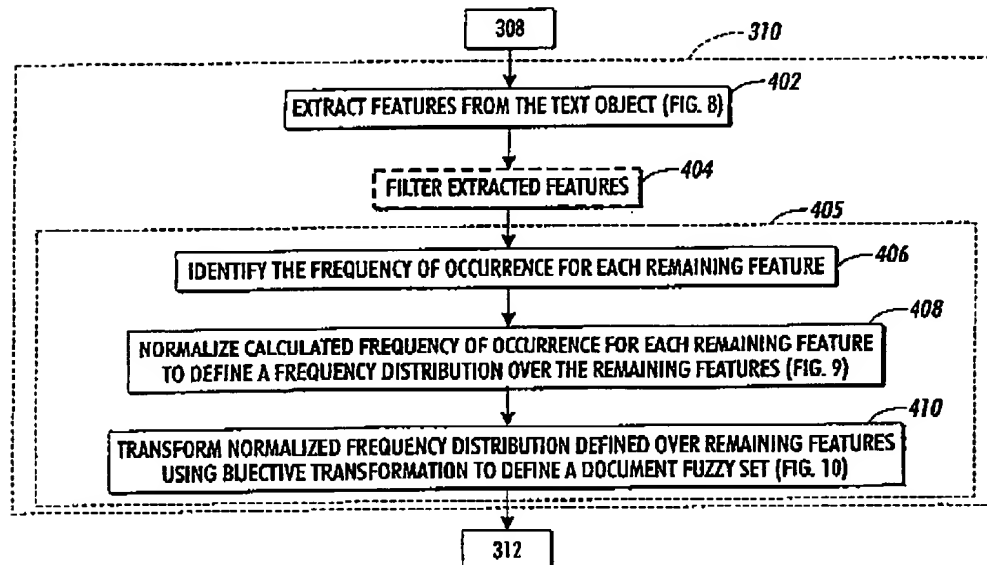 308
310
402
EXTRACT FEATURES FROM THE TEXT OBJECT (FIG. 8)
404
FILTER EXTRACTED FEATURES
405
406
IDENTIFY THE FREQUENCY OF OCCURRENCE FOR EACH REMAINING FEATURE
408
NORMALIZE CALCULATED FREQUENCY OF OCCURRENCE FOR EACH REMAINING FEATURE
TO DEFINE A FREQUENCY DISTRIBUTION OVER THE REMAINING FEATURES (FIG. 9)
410
TRANSFORM NORMALIZED FREQUENCY DISTRIBUTION DEFINED OVER REMAINING FEATURES
USING BIJECTIVE TRANSFORMATION TO DEFINE A DOCUMENT FUZZY SET (FIG. 10)
312